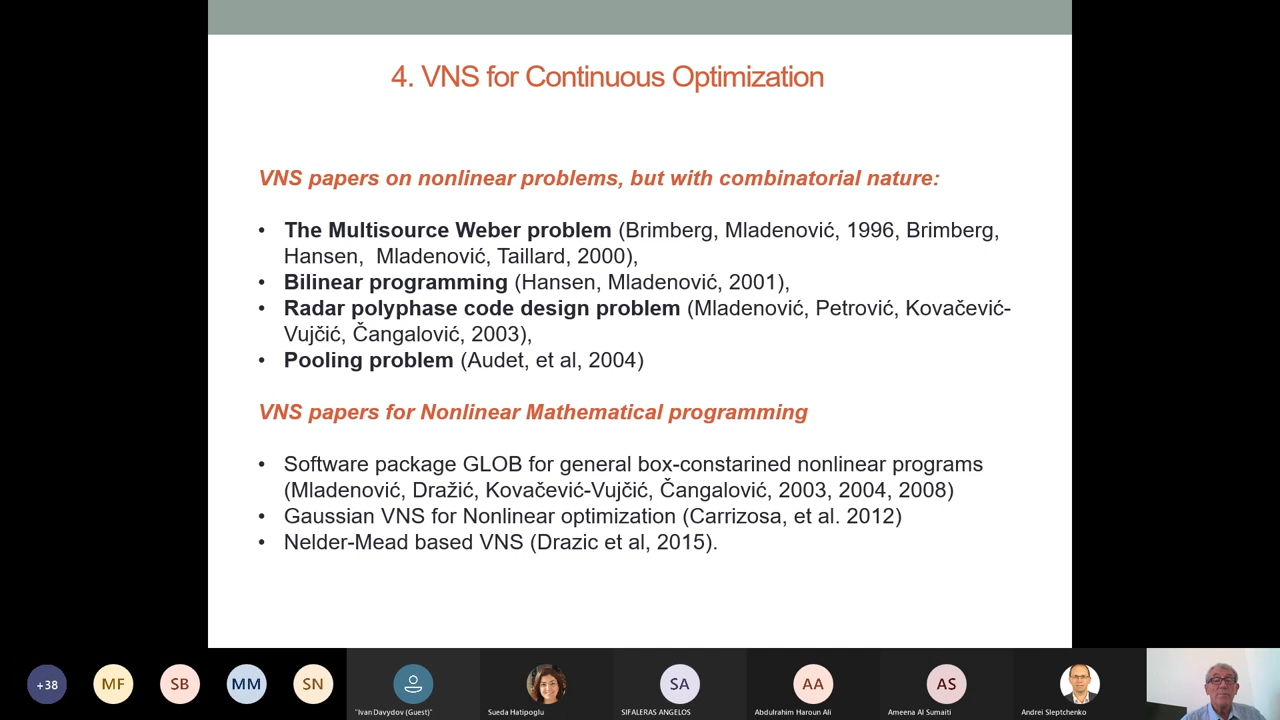 4. VNS for Continuous Optimization
VNS papers on nonlinear problems, but with combinatorial nature:
• The Multisource Weber problem (Brimberg, Mladenović, 1996, Brimberg,
Hansen, Mladenović, Taillard, 2000),
• Bilinear programming (Hansen, Mladenović, 2001),
• Radar polyphase code design problem (Mladenović, Petrović, Kovačević-
Vujčić, Čangalović, 2003),
• Pooling problem (Audet, et al, 2004)
VNS papers for Nonlinear Mathematical programming
• Software package GLOB for general box-constarined nonlinear programs
(Mladenović, Dražić, Kovačević-Vujčić, Čangalović, 2003, 2004, 2008)
• Gaussian VNS for Nonlinear optimization (Carrizosa, et al. 2012)
• Nelder-Mead based VNS (Drazic et al, 2015).
+38
MF
SB
MM
SN
"Ivan Davydov (Guest)"
Sueda Hatipoglu
SA
SIFALERAS ANGELOS
AA
Abdulrahim Haroun Ali
AS
Ameena Al Sumaiti
Andrei Sleptchenko